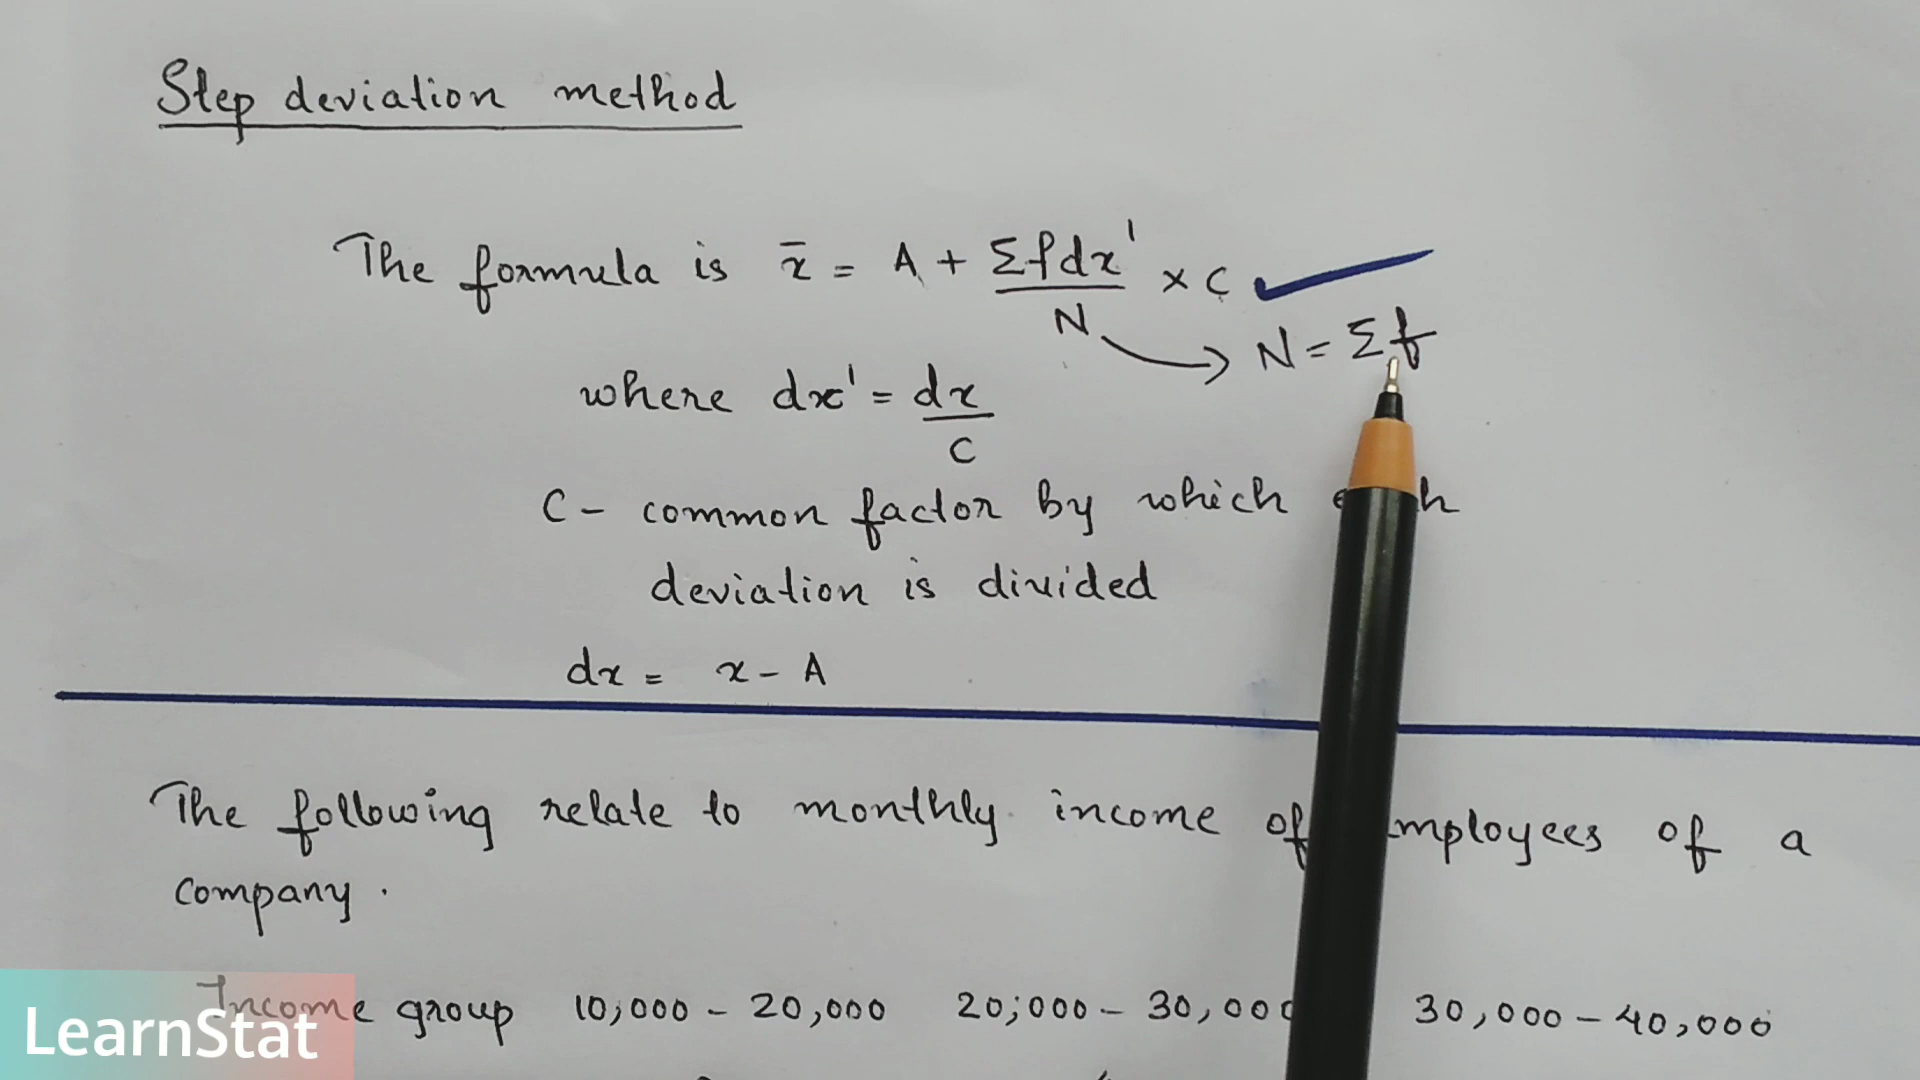 Step deviation method
The formula is x̄ = A + Σfdx' / N × C
N = Σf
where dx' = dx / C
C - common factor by which
deviation is divided
dx = x - A
The following relate to monthly income of employees of a
company.
Income group 10,000 - 20,000 20,000 - 30,000 30,000 - 40,000
LearnStat